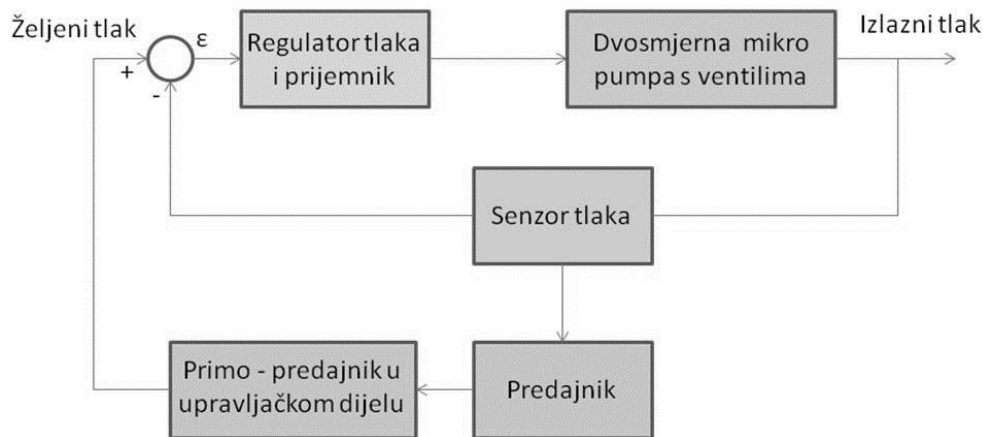 Željeni tlak
+
-
ε
Regulator tlaka
i prijemnik
Dvosmjerna mikro
pumpa s ventilima
Izlazni tlak
Senzor tlaka
Primo - predajnik u
upravljačkom dijelu
Predajnik